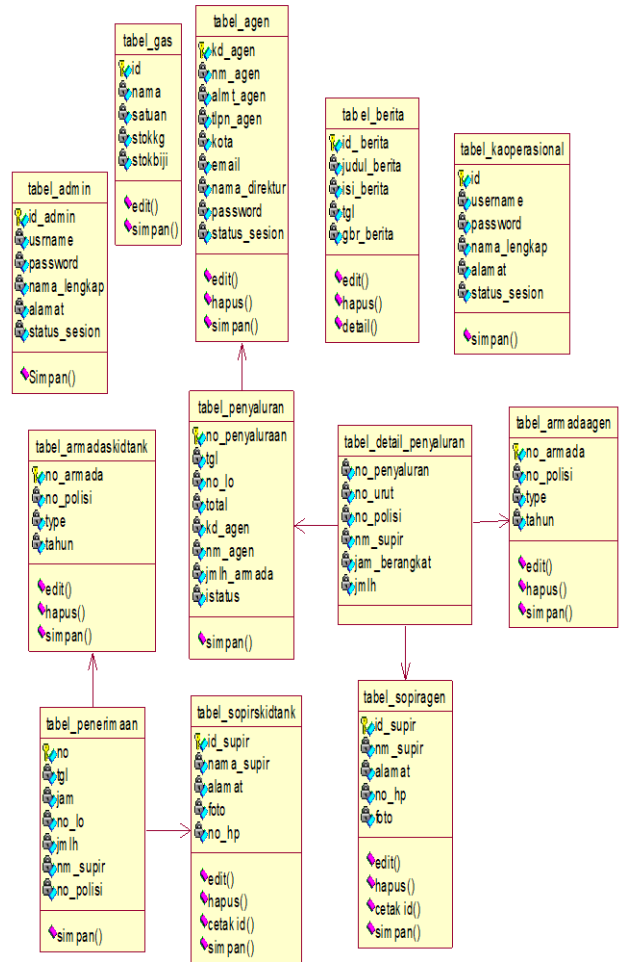 tabel_agen
kd_agen
nm_agen
almt_agen
tlpn_agen
kota
email
nama_direktur
password
status_sesion
edit()
hapus()
simpan()
tabel_gas
id
nama
satuan
stokkg
stokbiji
edit()
simpan()
tabel_berita
id_berita
judul_berita
isi_berita
tgl
gbr_berita
edit()
hapus()
detail()
tabel_kaoperasional
id
username
password
nama_lengkap
alamat
status_sesion
simpan()
tabel_admin
id_admin
usrname
password
nama_lengkap
alamat
status_sesion
Simpan()
tabel_penyaluran
no_penyaluraan
tgl
no_lo
total
kd_agen
nm_agen
jmlh_armada
istatus
simpan()
tabel_detail_penyaluran
no_penyaluran
no_urut
no_polisi
nm_supir
jam_berangkat
jmlh
tabel_armadaagen
no_armada
no_polisi
type
tahun
edit()
hapus()
simpan()
tabel_armadaskidtank
no_armada
no_polisi
type
tahun
edit()
hapus()
simpan()
tabel_penerimaan
no
tgl
jam
no_lo
jmlh
nm_supir
no_polisi
simpan()
tabel_sopirskidtank
id_supir
nama_supir
alamat
foto
no_hp
edit()
hapus()
cetakid()
simpan()
tabel_sopiragen
id_supir
nm_supir
alamat
no_hp
foto
edit()
hapus()
cetakid()
simpan()